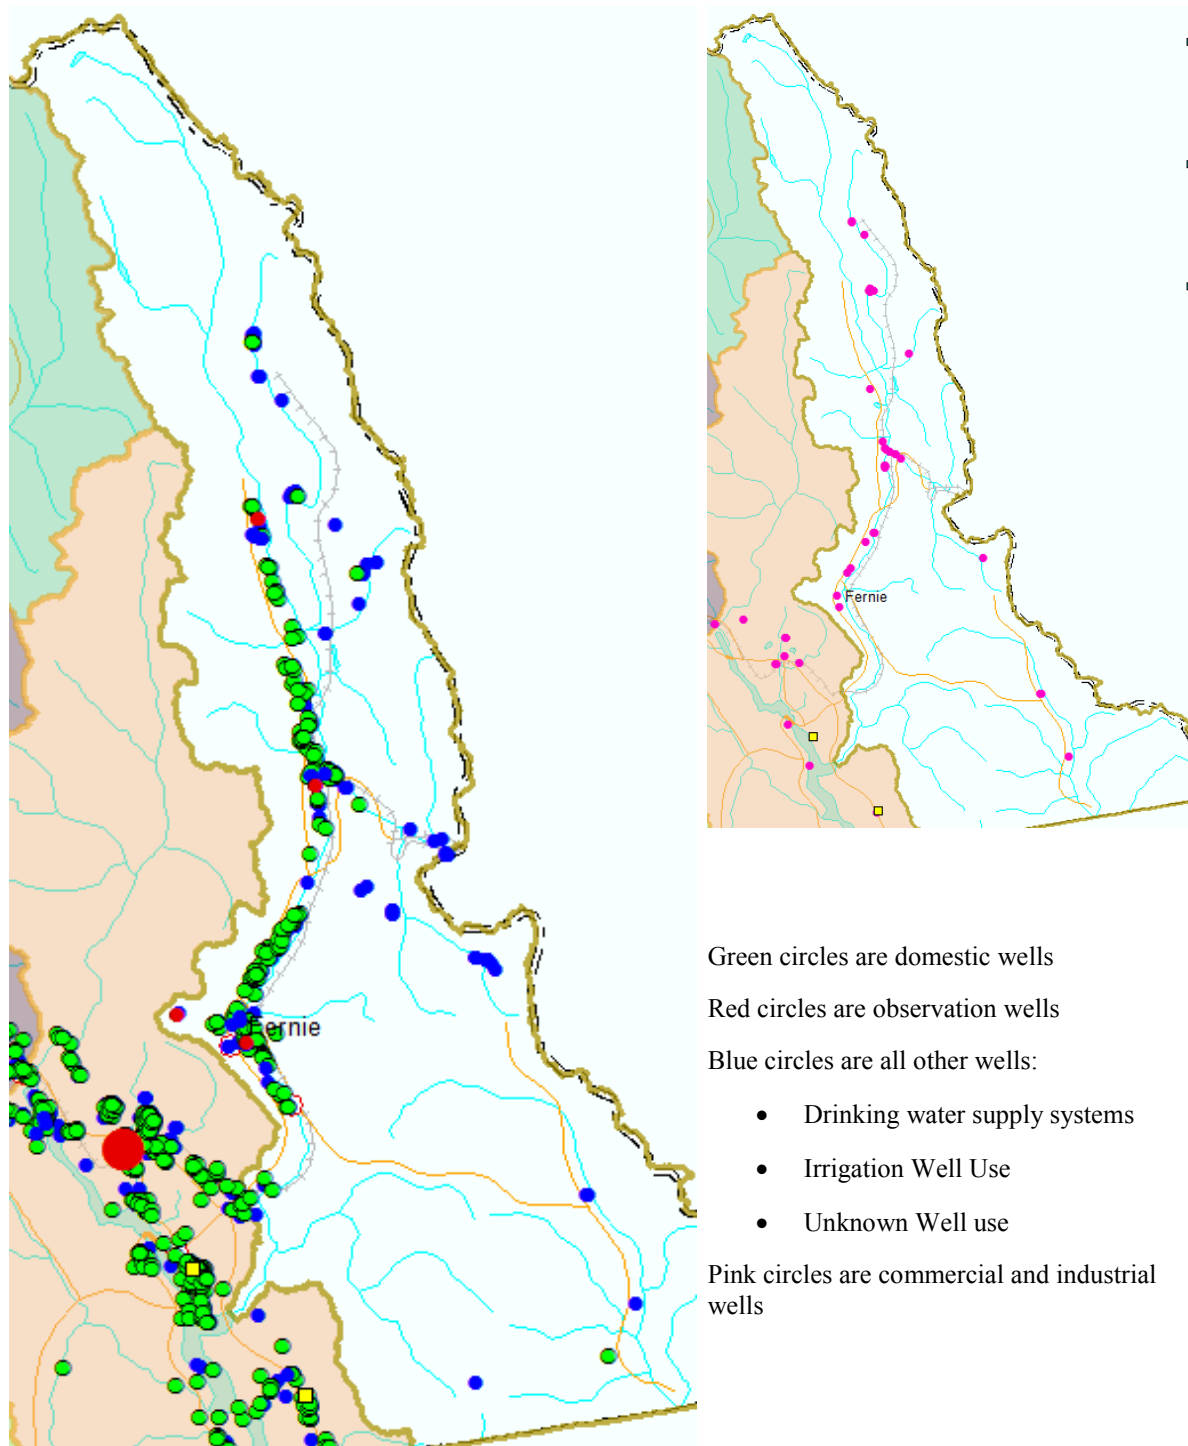 Fernie
Fernie
Green circles are domestic wells
Red circles are observation wells
Blue circles are all other wells:
• Drinking water supply systems
• Irrigation Well Use
• Unknown Well use
Pink circles are commercial and industrial
wells